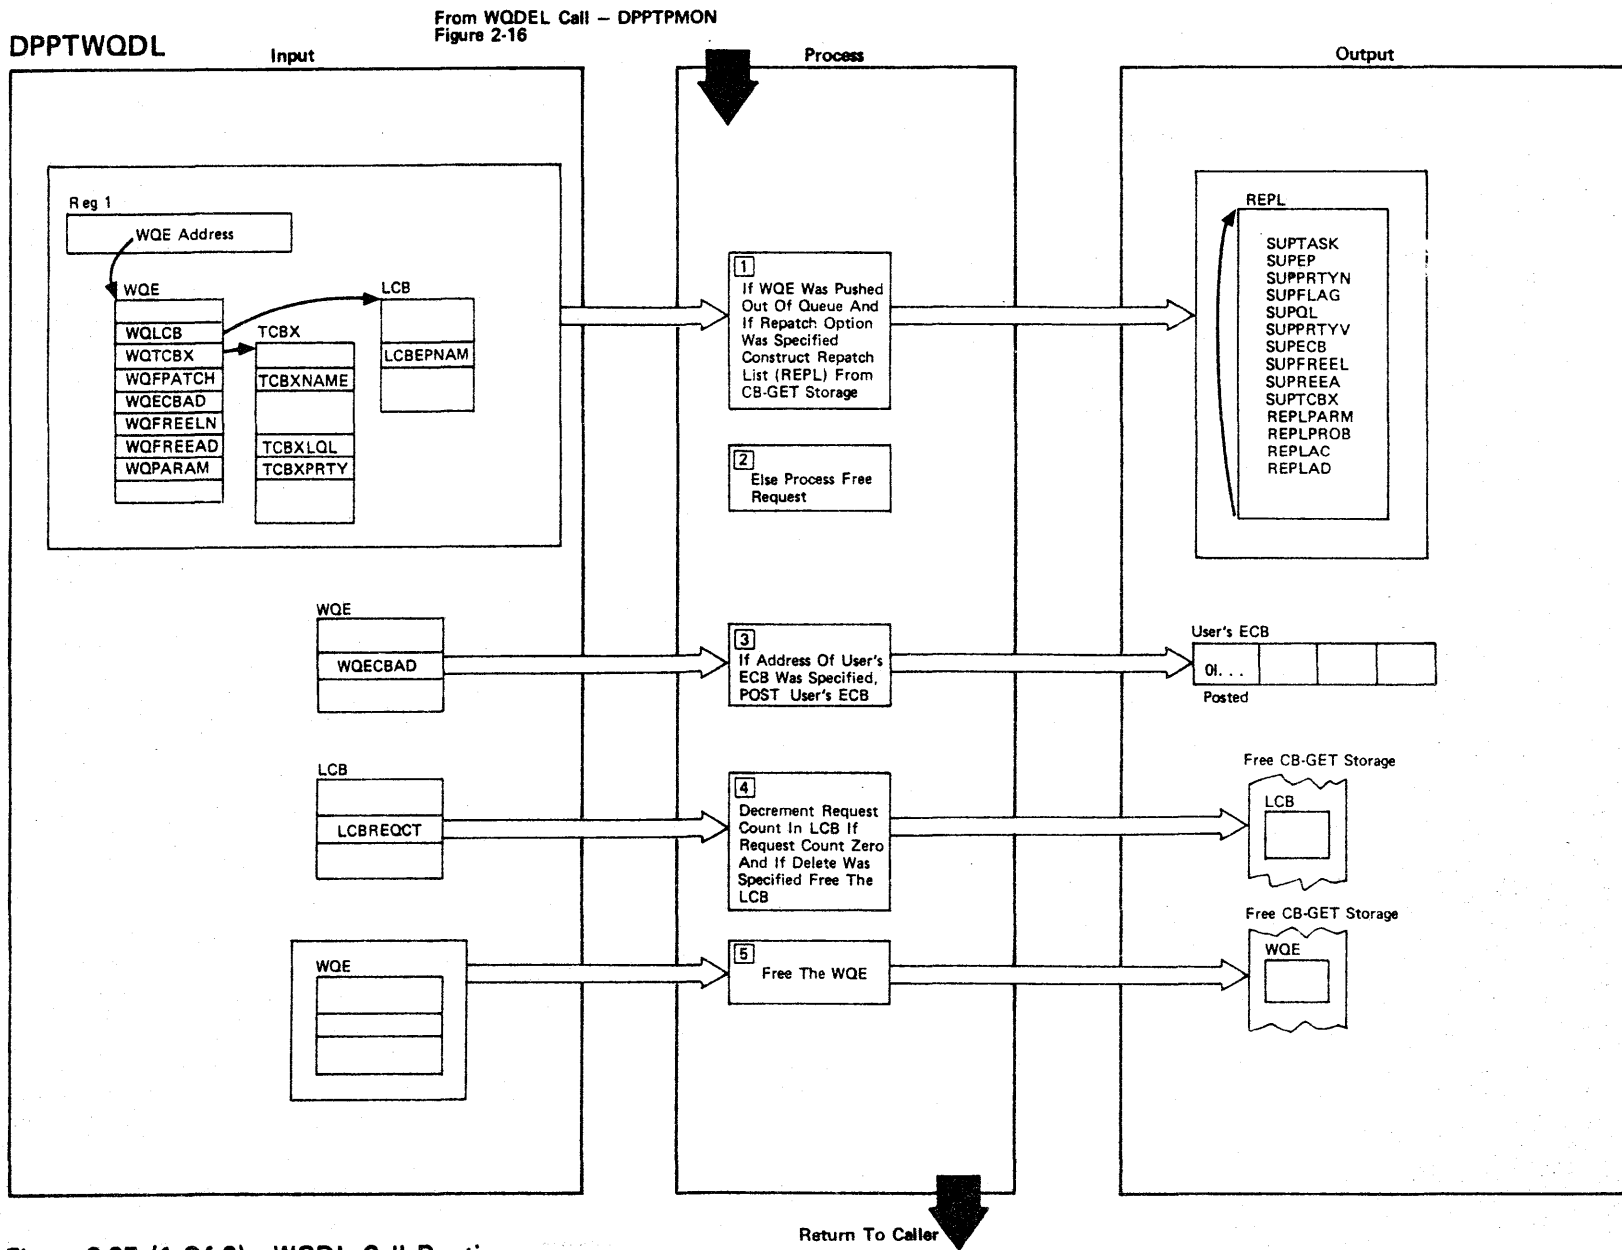 From WQDEL Call – DPPTPMON
Figure 2-16
DPPTWQDL
Input
Process
Output
Reg 1
WQE Address
WQE
WQLCB
WQTCBX
WQFPATCH
WQECBAD
WQFREELN
WQFREEAD
WQPARAM
TCBX
TCBXNAME
TCBXLQL
TCBXPRTY
LCB
LCBEPNAM
1
If WQE Was Pushed
Out Of Queue And
If Repatch Option
Was Specified
Construct Repatch
List (REPL) From
CB-GET Storage
2
Else Process Free
Request
REPL
SUPTASK
SUPEP
SUPPRTYN
SUPFLAG
SUPQL
SUPPRTYV
SUPECB
SUPFREEL
SUPREEA
SUPTCBX
REPLPARM
REPLPROB
REPLAC
REPLAD
WQE
WQECBAD
3
If Address Of User's
ECB Was Specified,
POST User's ECB
User's ECB
01. . .
Posted
LCB
LCBREQCT
4
Decrement Request
Count In LCB If
Request Count Zero
And If Delete Was
Specified Free The
LCB
Free CB-GET Storage
LCB
WQE
5
Free The WQE
Free CB-GET Storage
WQE
Return To Caller